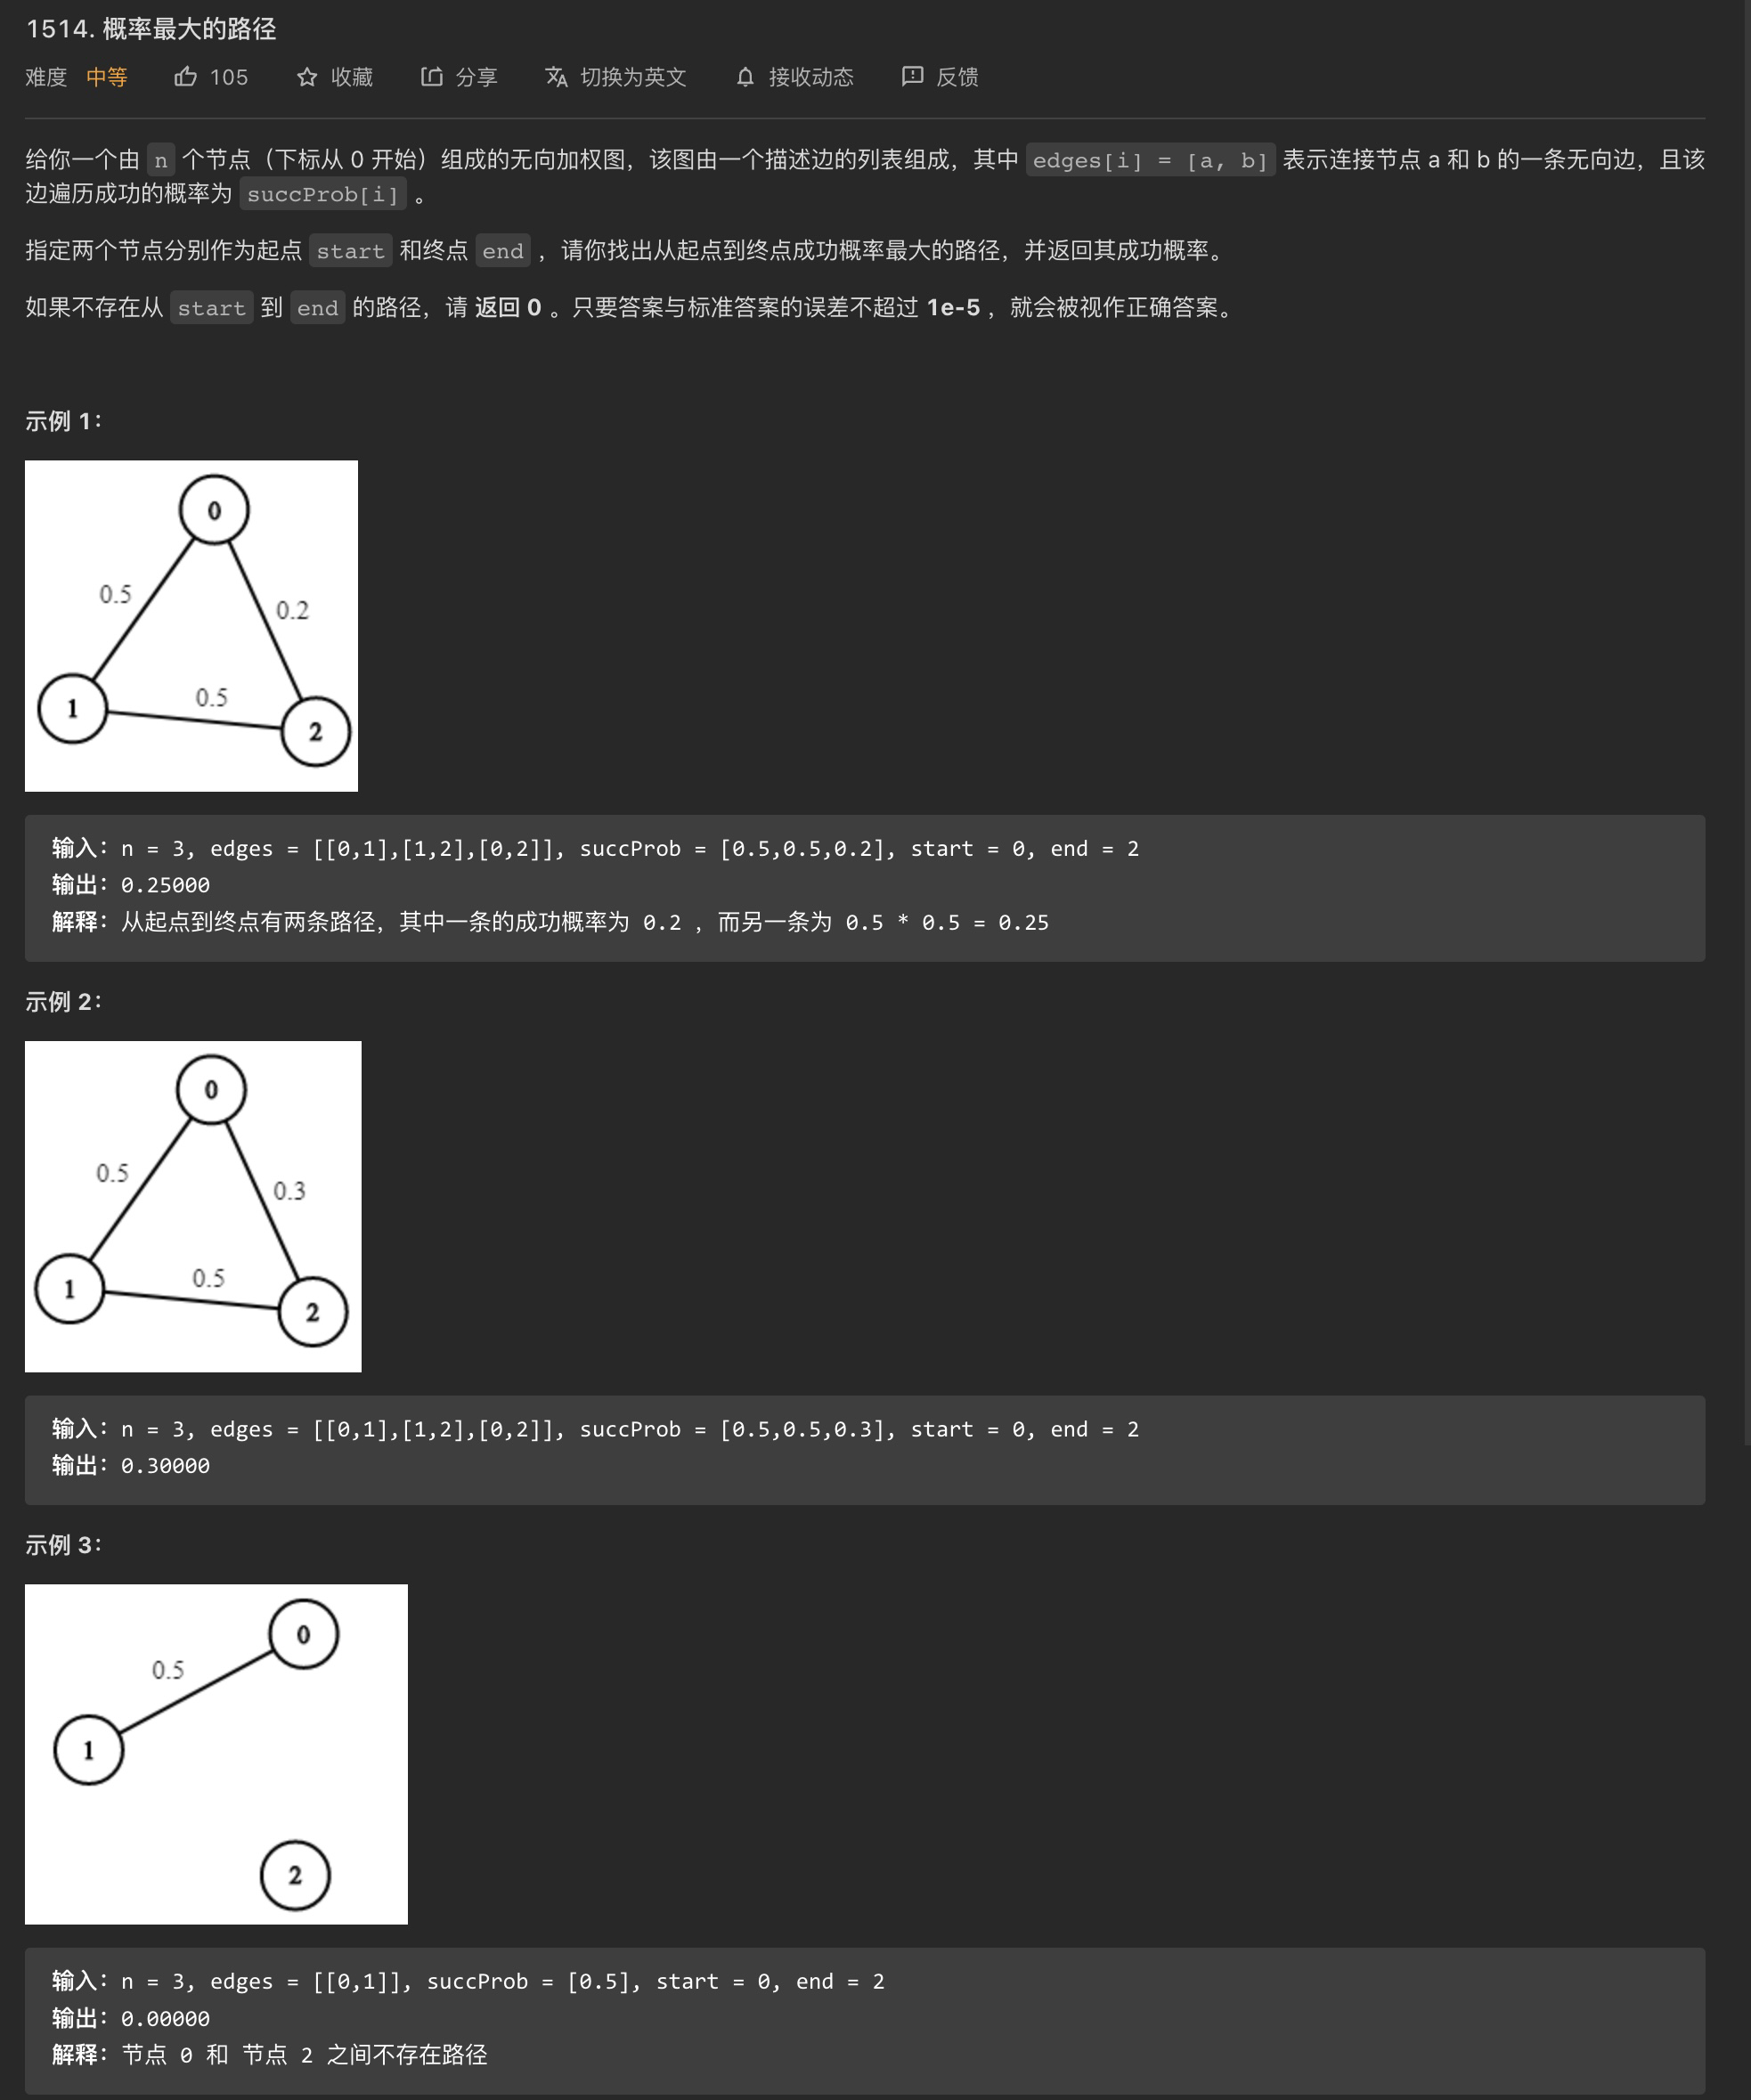 1514. 概率最大的路径
难度 中等 105 收藏 分享 切换为英文 接收动态 反馈
给你一个由 n 个节点（下标从 0 开始）组成的无向加权图，该图由一个描述边的列表组成，其中 edges[i] = [a, b] 表示连接节点 a 和 b 的一条无向边，且该
边遍历成功的概率为 succProb[i] 。
指定两个节点分别作为起点 start 和终点 end ，请你找出从起点到终点成功概率最大的路径，并返回其成功概率。
如果不存在从 start 到 end 的路径，请 返回 0 。只要答案与标准答案的误差不超过 1e-5 ，就会被视作正确答案。
示例 1：
0
0.5
0.2
0.5
1
2
输入：n = 3, edges = [[0,1],[1,2],[0,2]], succProb = [0.5,0.5,0.2], start = 0, end = 2
输出：0.25000
解释：从起点到终点有两条路径，其中一条的成功概率为 0.2 ，而另一条为 0.5 * 0.5 = 0.25
示例 2：
0
0.5
0.3
0.5
1
2
输入：n = 3, edges = [[0,1],[1,2],[0,2]], succProb = [0.5,0.5,0.3], start = 0, end = 2
输出：0.30000
示例 3：
0
0.5
1
2
输入：n = 3, edges = [[0,1]], succProb = [0.5], start = 0, end = 2
输出：0.00000
解释：节点 0 和 节点 2 之间不存在路径